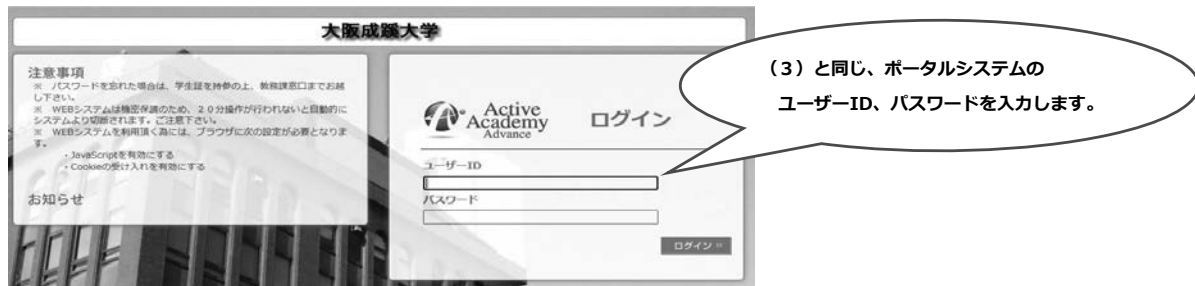 大阪成蹊大学
注意事項
※ パスワードを忘れた場合は、学生証を持参の上、教務課窓口までお越
し下さい。
※ WEBシステムは機密保護のため、２０分操作が行われないと自動的に
システムより切断されます。ご注意下さい。
※ WEBシステムを利用頂く為には、ブラウザに次の設定が必要となりま
す。
・JavaScriptを有効にする
・Cookieの受け入れを有効にする
お知らせ
Active
Academy
Advance
ログイン
ユーザーID
パスワード
ログイン »
（３）と同じ、ポータルシステムの
ユーザーID、パスワードを入力します。